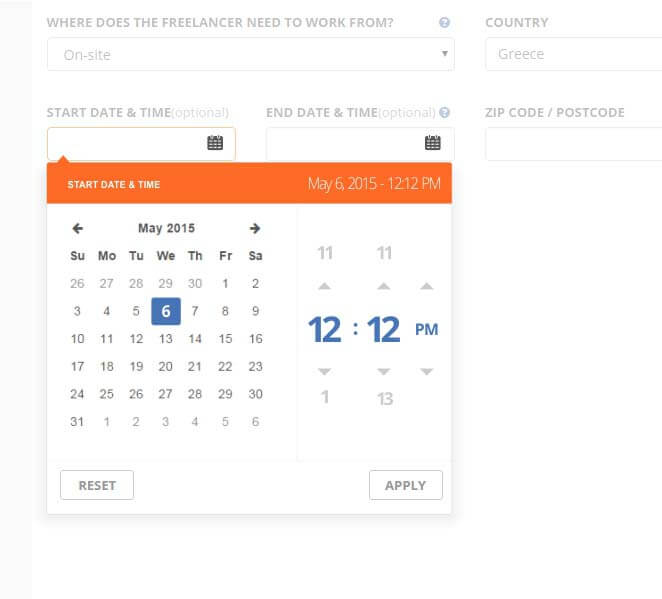 WHERE DOES THE FREELANCER NEED TO WORK FROM? ?
COUNTRY
On-site
Greece
START DATE & TIME(optional)
END DATE & TIME(optional) ?
ZIP CODE / POSTCODE
START DATE & TIME
May 6, 2015 - 12:12 PM
May 2015
Su Mo Tu We Th Fr Sa
26 27 28 29 30 1 2
3 4 5 6 7 8 9
10 11 12 13 14 15 16
17 18 19 20 21 22 23
24 25 26 27 28 29 30
31 1 2 3 4 5 6
11 11
12 : 12 PM
1 13
RESET
APPLY